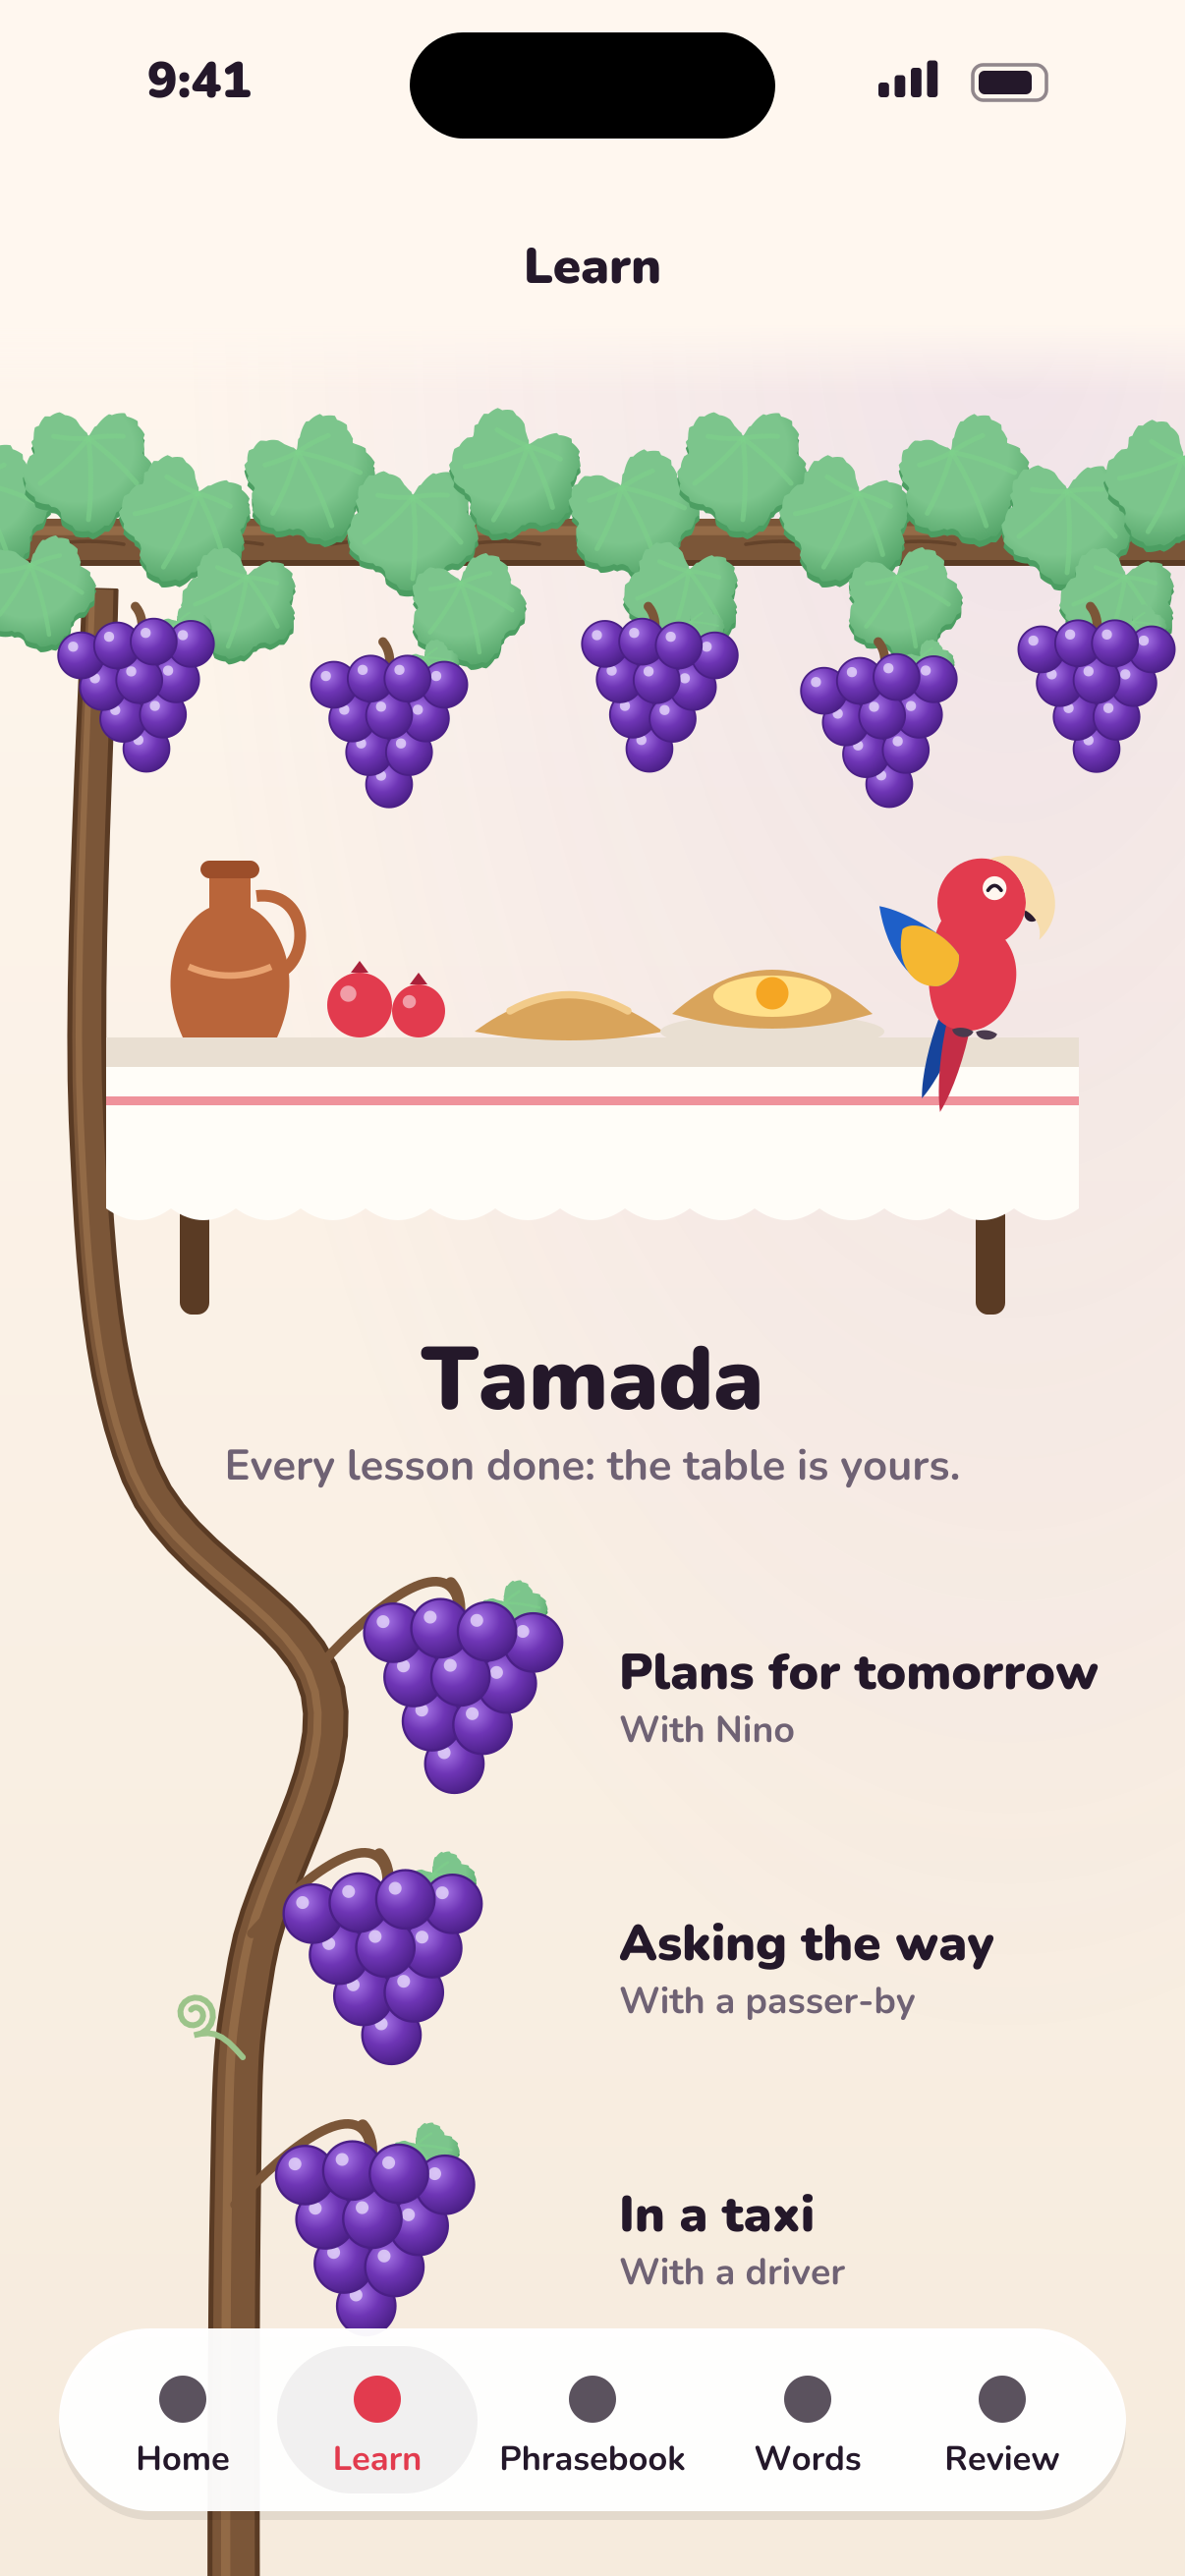 9:41
Learn
Tamada
Every lesson done: the table is yours.
Plans for tomorrow
With Nino
Asking the way
With a passer-by
In a taxi
With a driver
Home
Learn
Phrasebook
Words
Review